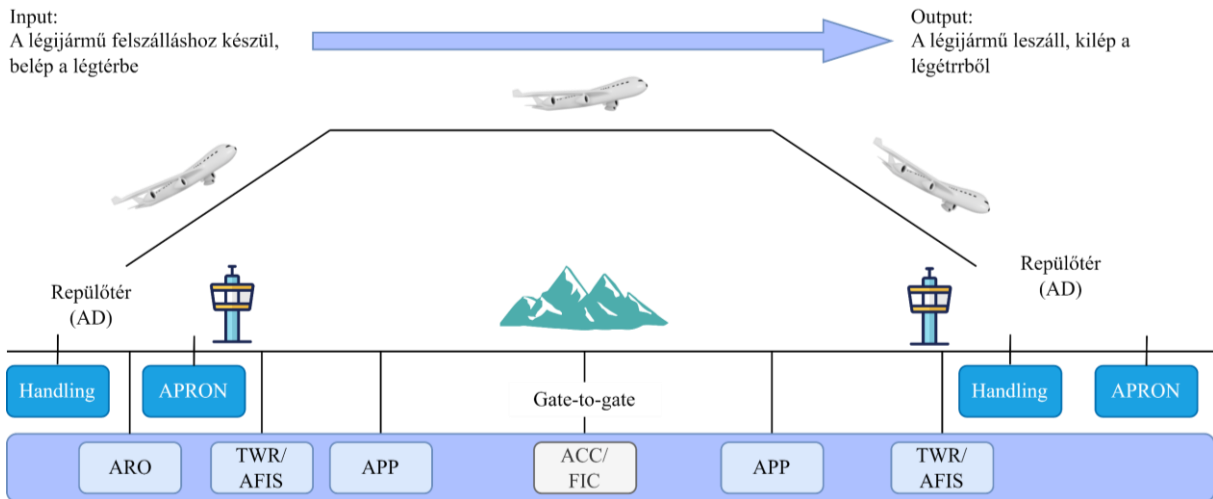 Input:
A légijármű felszálláshoz készül,
belép a légtérbe
Output:
A légijármű leszáll, kilép a
légétrrből
Repülőtér
(AD)
Repülőtér
(AD)
Handling
APRON
Gate-to-gate
Handling
APRON
ARO
TWR/
AFIS
APP
ACC/
FIC
APP
TWR/
AFIS